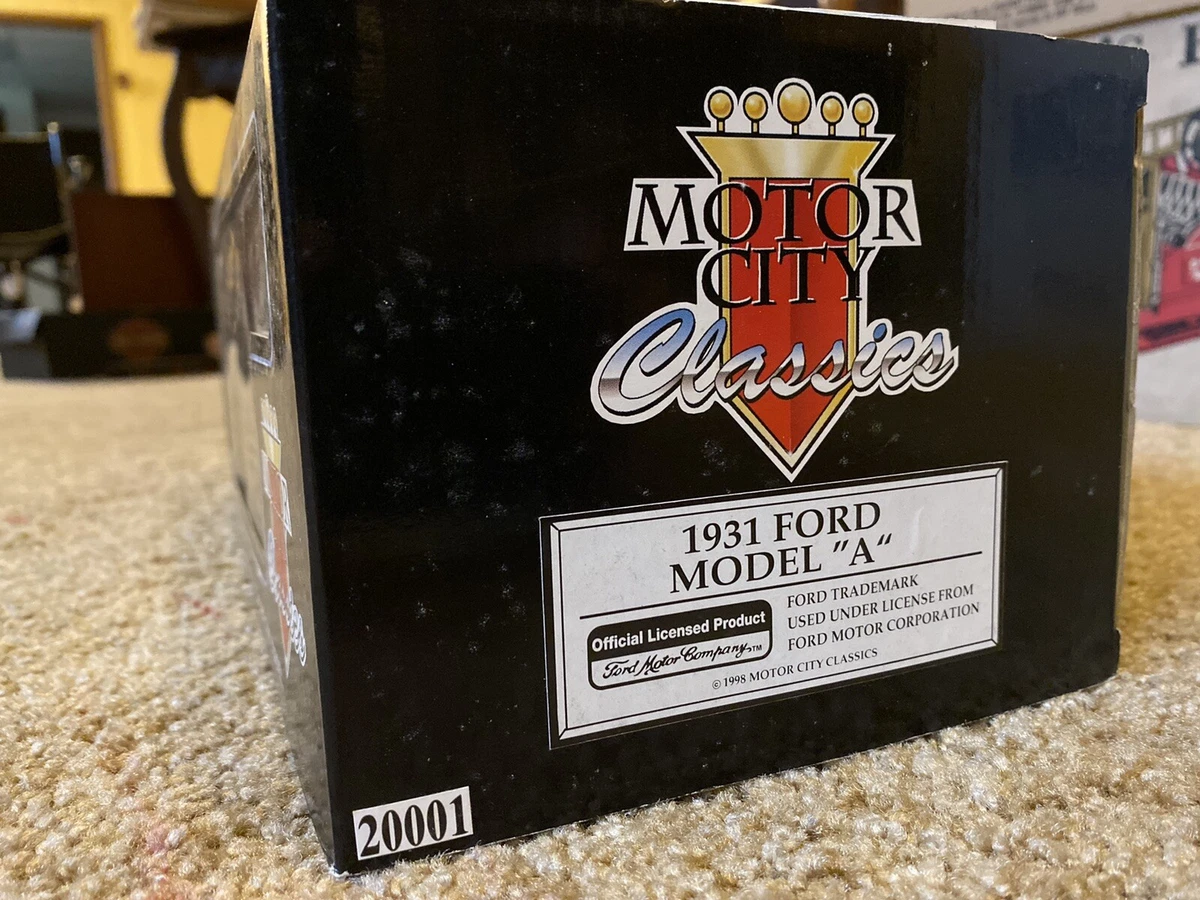 MOTOR
CITY
Classics
1931 FORD
MODEL "A“
Official Licensed Product
Ford Motor Company™
FORD TRADEMARK
USED UNDER LICENSE FROM
FORD MOTOR CORPORATION
© 1998 MOTOR CITY CLASSICS
20001